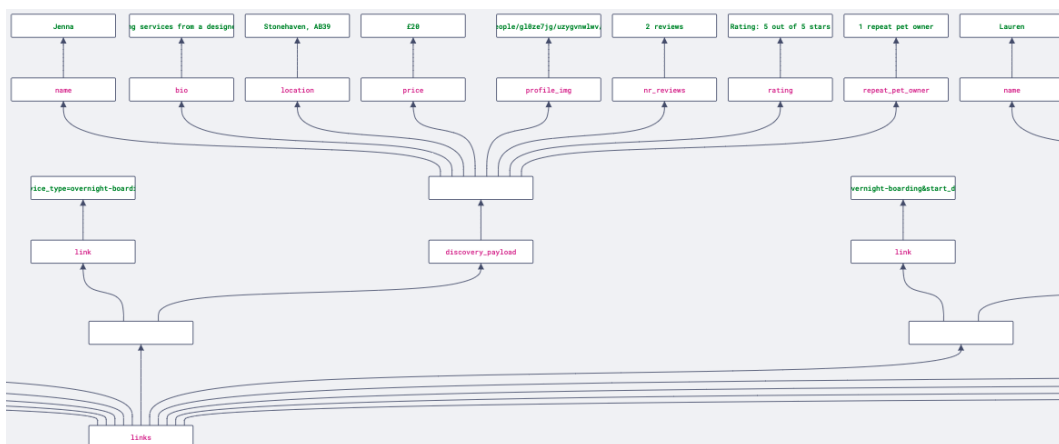 Jenna
g services from a designe
Stonehaven, AB39
£20
ople/gl0ze7jg/uzygvnwlwv.
2 reviews
Rating: 5 out of 5 stars
1 repeat pet owner
Lauren
name
bio
location
price
profile_img
nr_reviews
rating
repeat_pet_owner
name
ice_type=overnight-boardi
vernight-boarding&start_d
link
discovery_payload
link
links